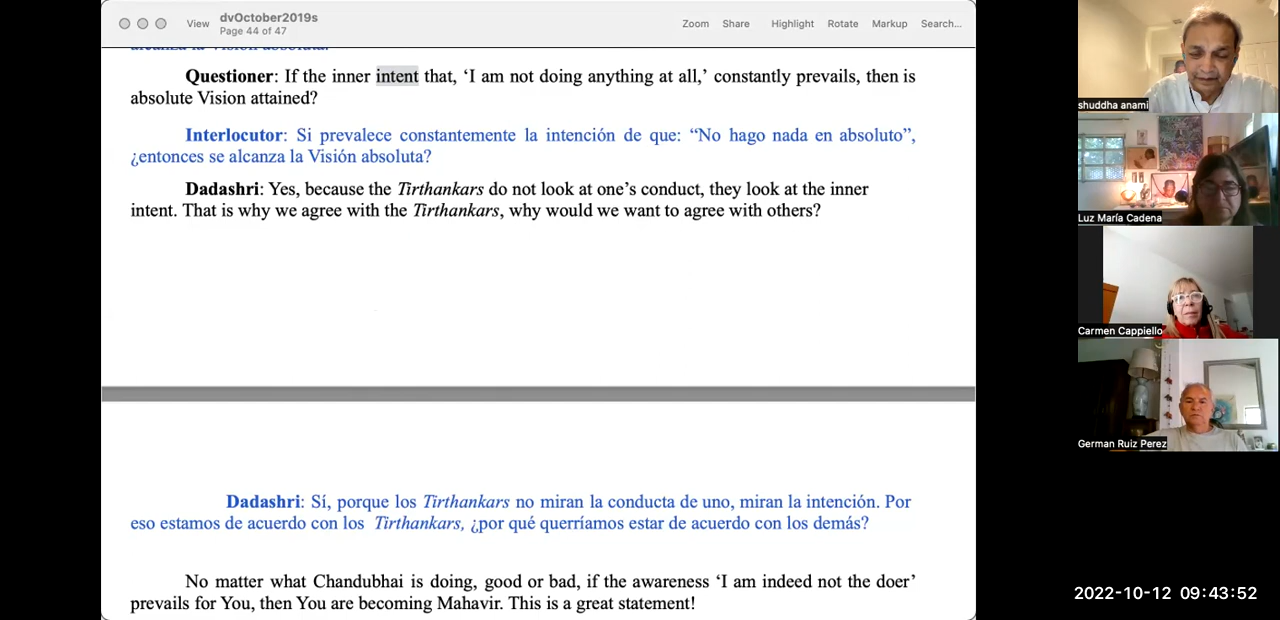 View
dvOctober2019s
Page 44 of 47
Zoom Share Highlight Rotate Markup Search...
alcanza la Visión absoluta.
Questioner: If the inner intent that, ‘I am not doing anything at all,’ constantly prevails, then is
absolute Vision attained?
Interlocutor: Si prevalece constantemente la intención de que: “No hago nada en absoluto”,
¿entonces se alcanza la Visión absoluta?
Dadashri: Yes, because the Tirthankars do not look at one’s conduct, they look at the inner
intent. That is why we agree with the Tirthankars, why would we want to agree with others?
Dadashri: Sí, porque los Tirthankars no miran la conducta de uno, miran la intención. Por
eso estamos de acuerdo con los Tirthankars, ¿por qué querríamos estar de acuerdo con los demás?
No matter what Chandubhai is doing, good or bad, if the awareness ‘I am indeed not the doer’
prevails for You, then You are becoming Mahavir. This is a great statement!
shuddha anami
Luz María Cadena
Carmen Cappiello
German Ruiz Perez
2022-10-12 09:43:52